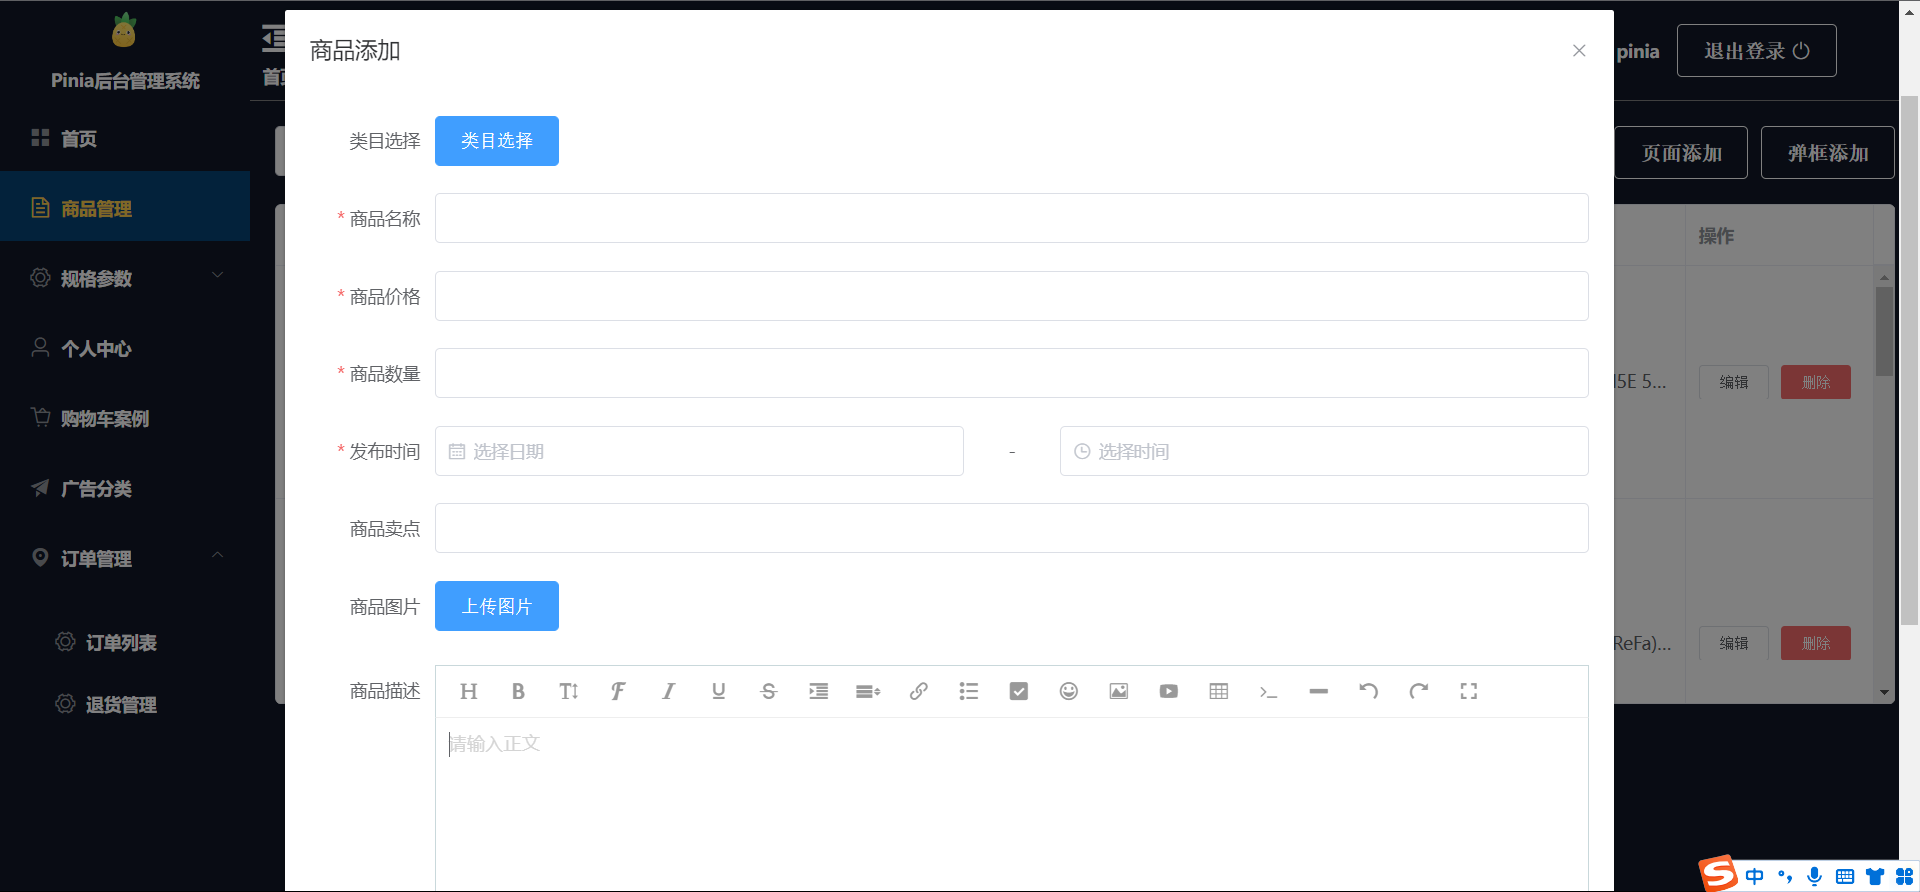 Pinia后台管理系统
首页
商品管理
规格参数
个人中心
购物车案例
广告分类
订单管理
订单列表
退货管理
首
pinia
退出登录
页面添加
弹框添加
操作
5E 5...
编辑
删除
ReFa)...
编辑
删除
商品添加
类目选择
类目选择
* 商品名称
* 商品价格
* 商品数量
* 发布时间
选择日期
-
选择时间
商品卖点
商品图片
上传图片
商品描述
H B T F I U S
请输入正文
S 中